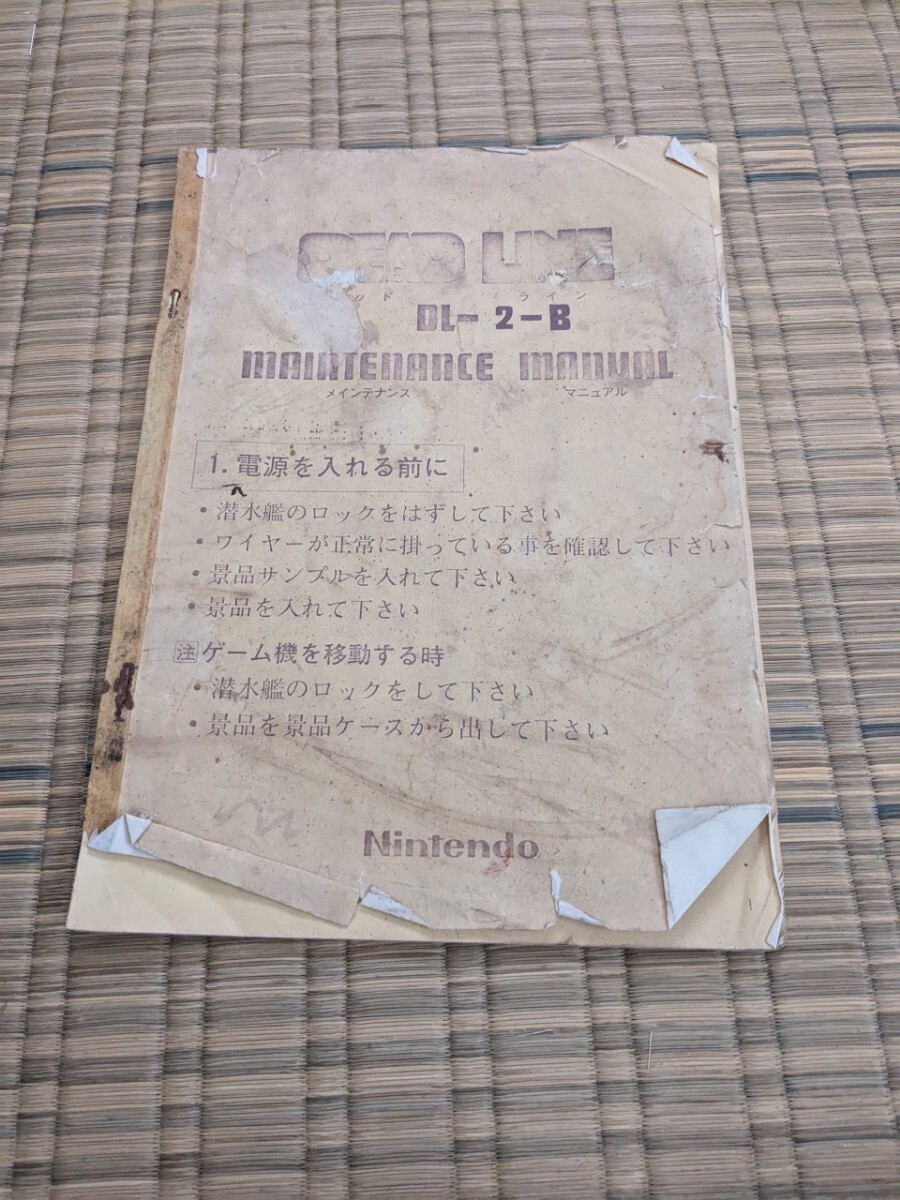 DEAD LINE
ッド ライン
DL-2-B
MAINTENANCE MANUAL
メインテナンス マニュアル
1. 電源を入れる前に
・潜水艦のロックをはずして下さい
・ワイヤーが正常に掛っている事を確認して下さい
・景品サンプルを入れて下さい
・景品を入れて下さい
注 ゲーム機を移動する時
・潜水艦のロックをして下さい
・景品を景品ケースから出して下さい
Nintendo